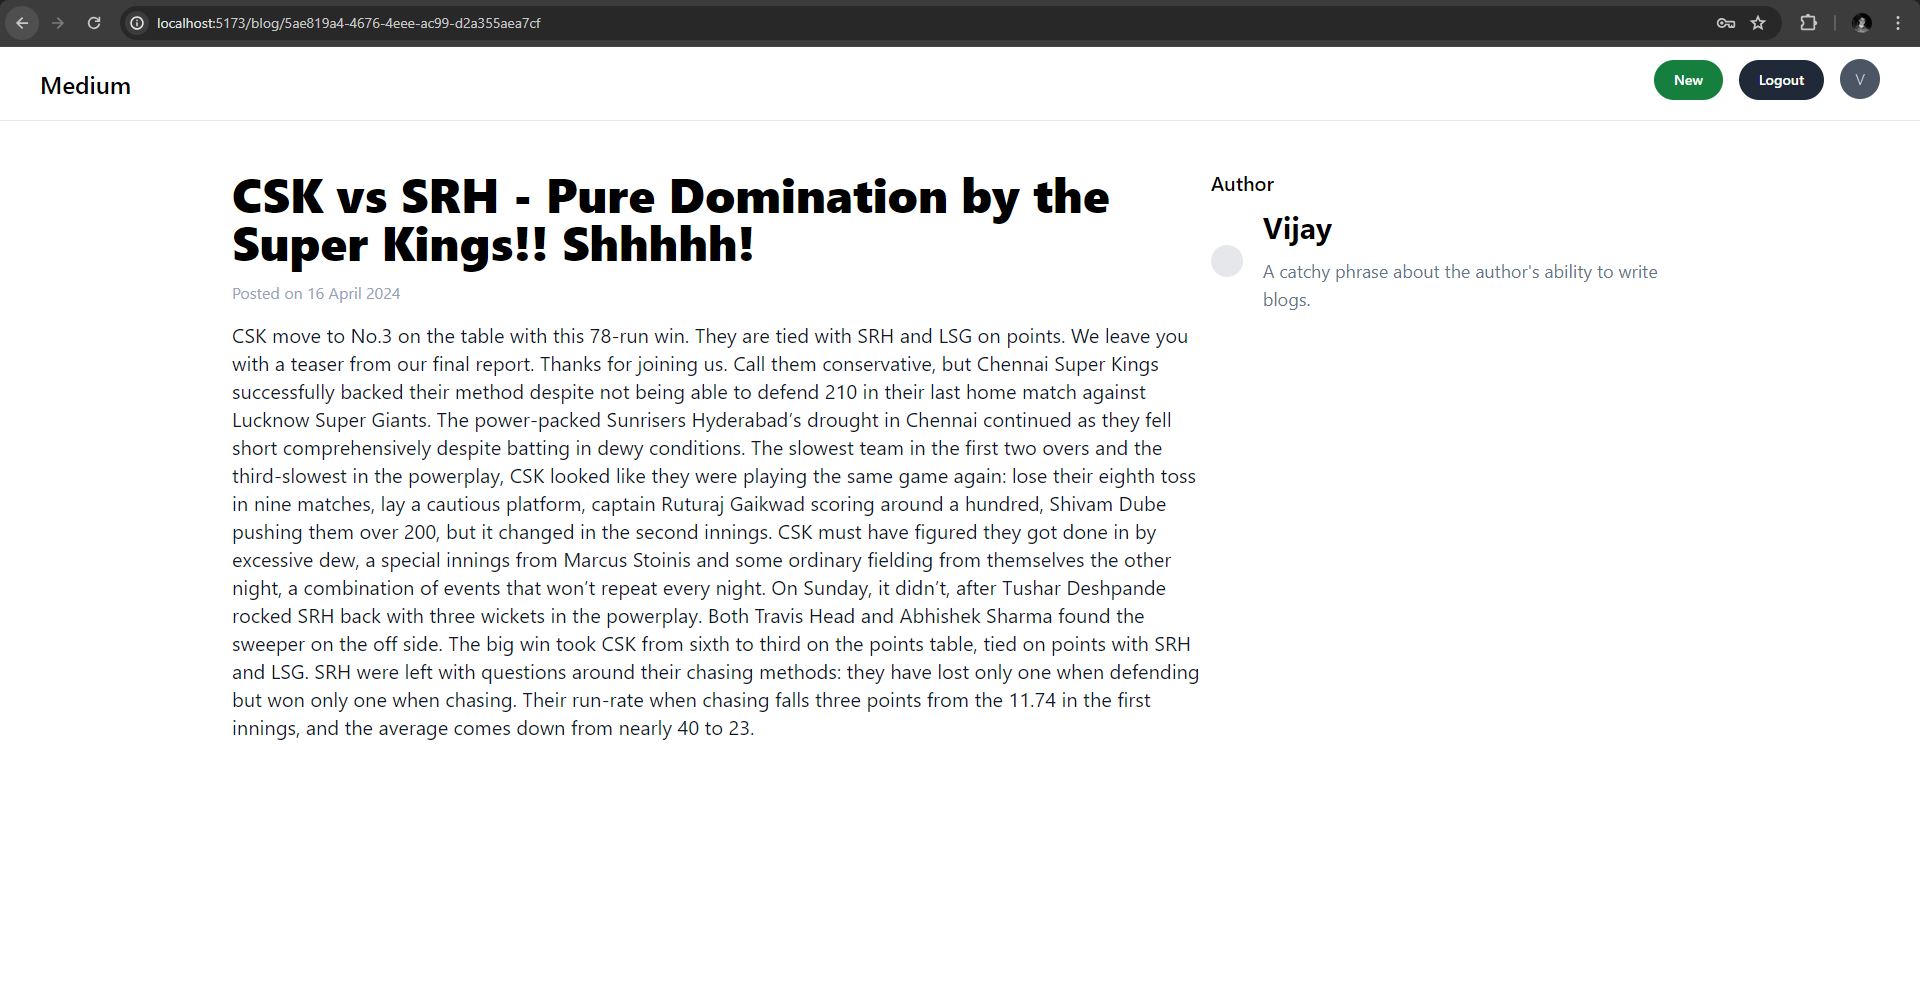 localhost:5173/blog/5ae819a4-4676-4eee-ac99-d2a355aea7cf
Medium
New
Logout
V
CSK vs SRH - Pure Domination by the
Super Kings!! Shhhhh!
Posted on 16 April 2024
CSK move to No.3 on the table with this 78-run win. They are tied with SRH and LSG on points. We leave you
with a teaser from our final report. Thanks for joining us. Call them conservative, but Chennai Super Kings
successfully backed their method despite not being able to defend 210 in their last home match against
Lucknow Super Giants. The power-packed Sunrisers Hyderabad’s drought in Chennai continued as they fell
short comprehensively despite batting in dewy conditions. The slowest team in the first two overs and the
third-slowest in the powerplay, CSK looked like they were playing the same game again: lose their eighth toss
in nine matches, lay a cautious platform, captain Ruturaj Gaikwad scoring around a hundred, Shivam Dube
pushing them over 200, but it changed in the second innings. CSK must have figured they got done in by
excessive dew, a special innings from Marcus Stoinis and some ordinary fielding from themselves the other
night, a combination of events that won’t repeat every night. On Sunday, it didn’t, after Tushar Deshpande
rocked SRH back with three wickets in the powerplay. Both Travis Head and Abhishek Sharma found the
sweeper on the off side. The big win took CSK from sixth to third on the points table, tied on points with SRH
and LSG. SRH were left with questions around their chasing methods: they have lost only one when defending
but won only one when chasing. Their run-rate when chasing falls three points from the 11.74 in the first
innings, and the average comes down from nearly 40 to 23.
Author
Vijay
A catchy phrase about the author's ability to write
blogs.